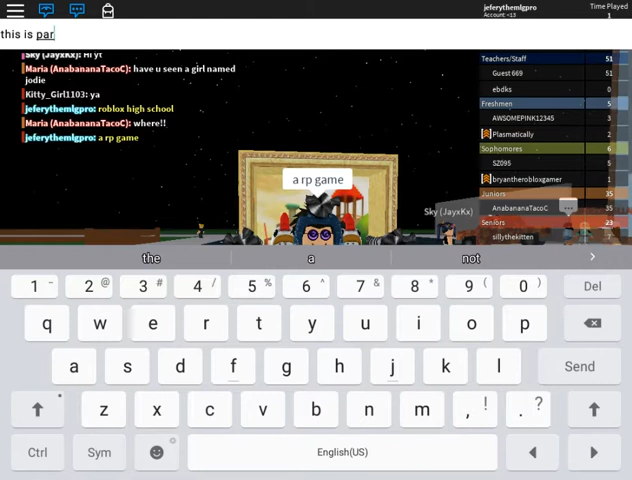 jeferythemlgpro
Account <13
Time Played
1
this is par
Sky (JayxKx): Hi yt
Maria (AnabananaTacoC): have u seen a girl named
jodie
Kitty_Girl1103: ya
jeferythemlgpro: roblox high school
Maria (AnabananaTacoC): where!!
jeferythemlgpro: a rp game
Teachers/Staff 51
Guest 669 51
ebdks 0
Freshmen 5
AWSOMEPINK12345 3
Plasmatically 2
Sophomores 6
SZ095 5
bryantherobloxgamer 1
Juniors 35
AnabananaTacoC 35
Seniors 23
sillythekitten 7
a rp game
Sky (JayxKx)
...
the a not >
1 - 2 @ 3 # 4 / 5 % 6 ^ 7 & 8 * 9 ( 0 ) Del
q w e r t y u i o p
a s d f g h j k l Send
z x c v b n m , ! . ?
Ctrl Sym English(US)